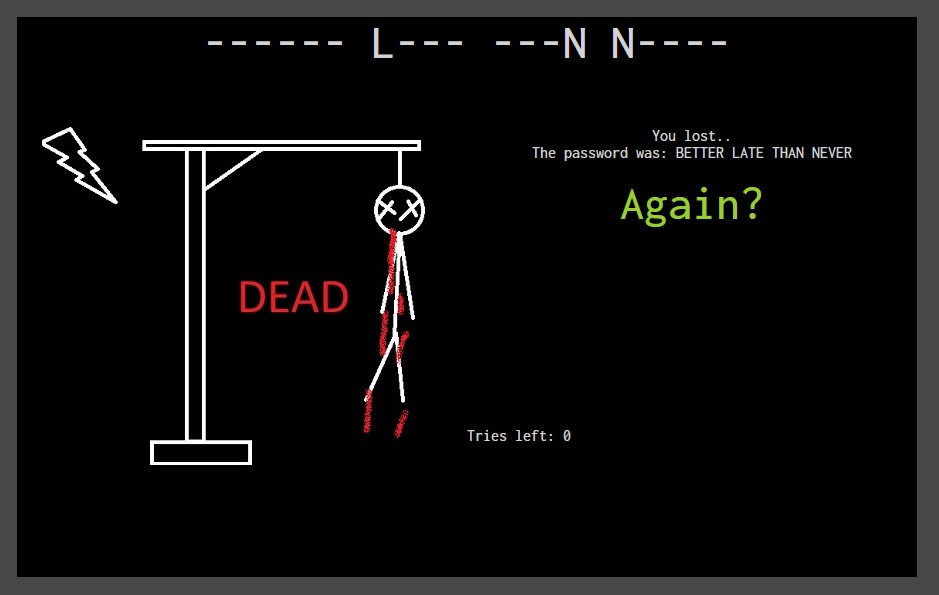 ------ L--- ---N N----
You lost..
The password was: BETTER LATE THAN NEVER
Again?
DEAD
Tries left: 0